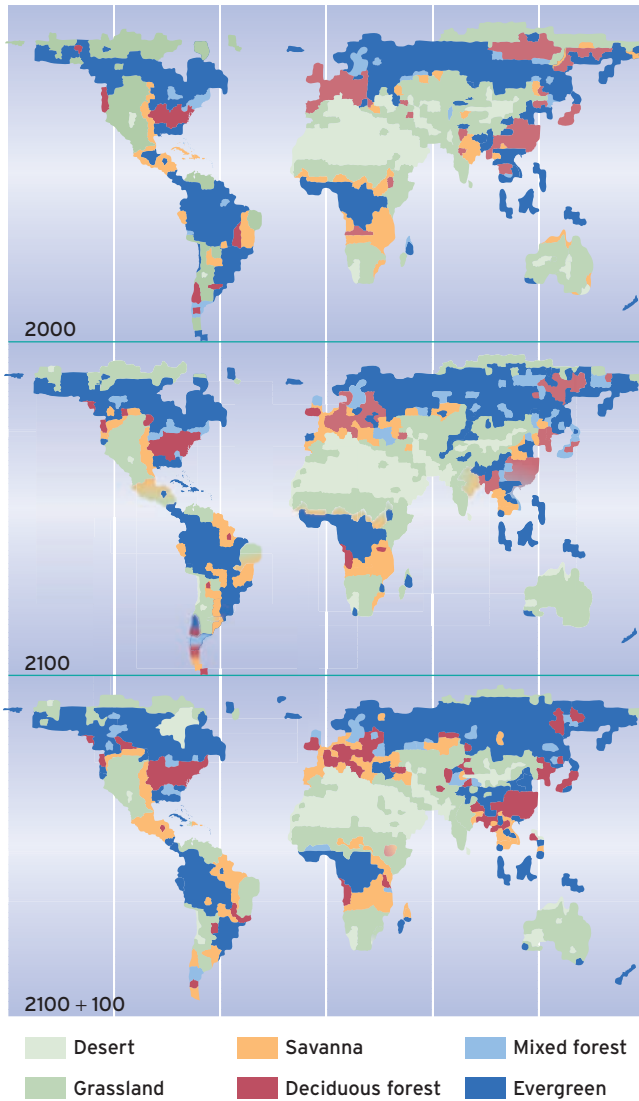 2000
2100
2100 + 100
Desert
Savanna
Mixed forest
Grassland
Deciduous forest
Evergreen